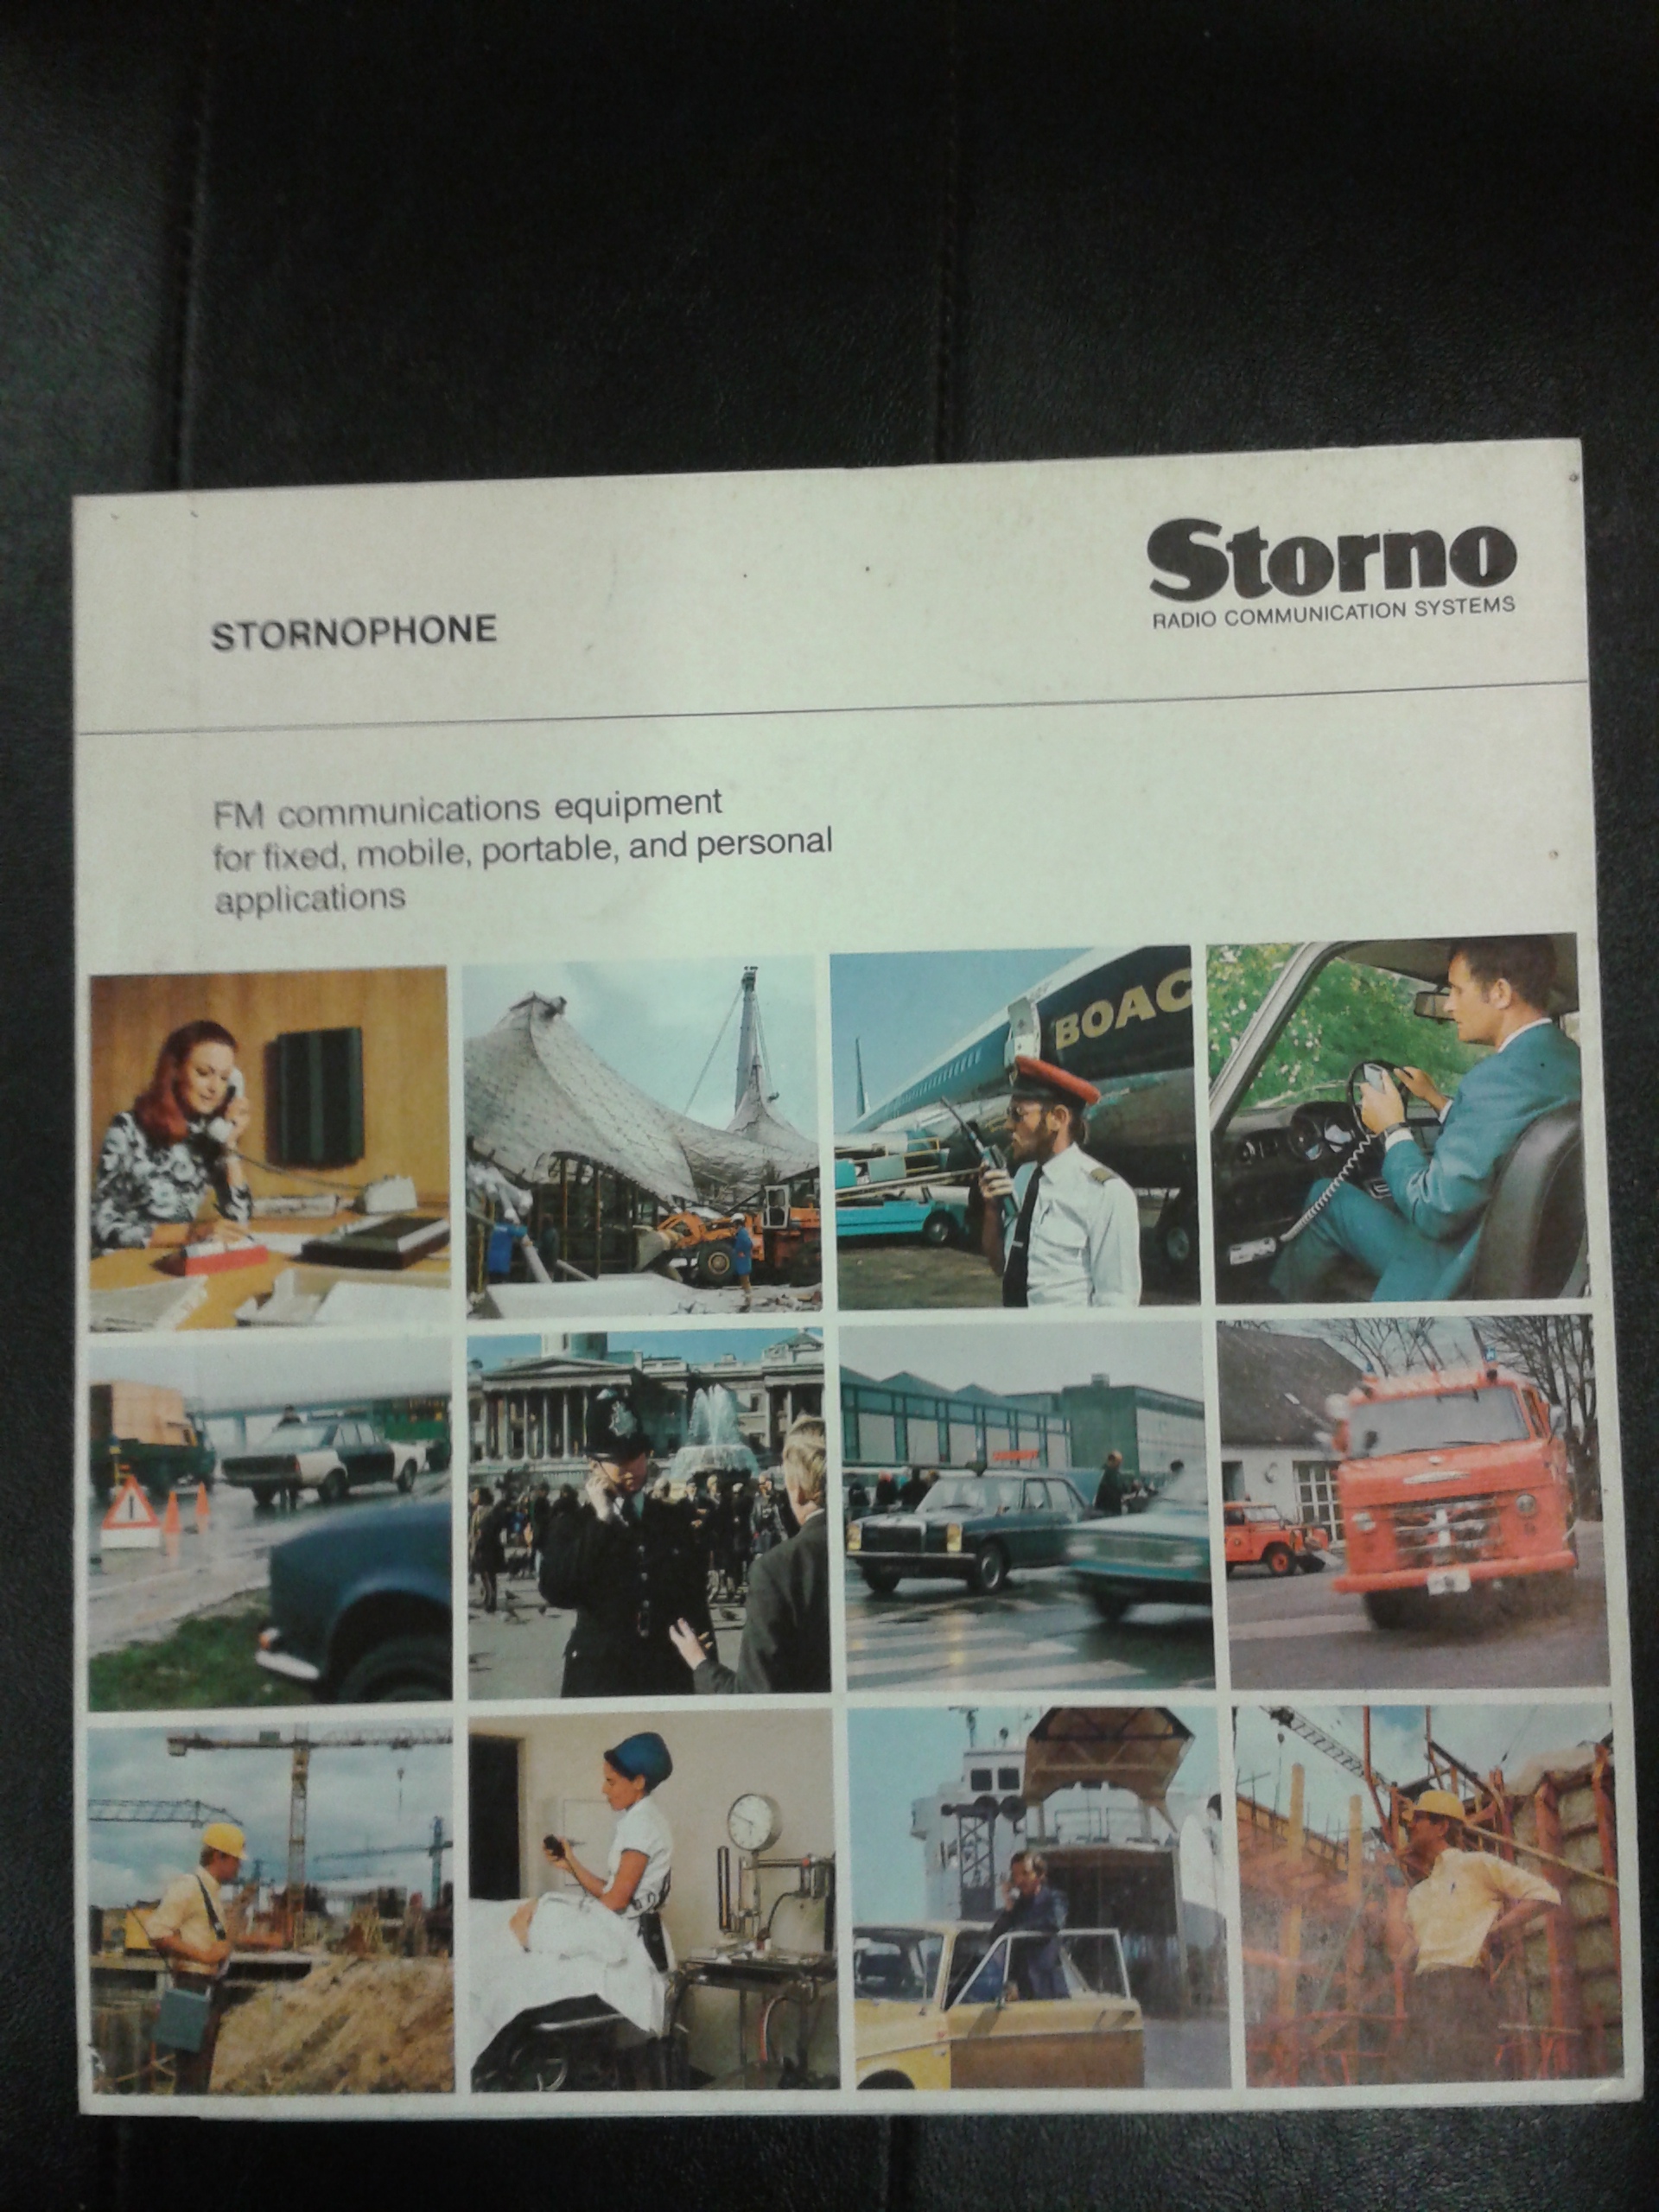 Storno
RADIO COMMUNICATION SYSTEMS
STORNOPHONE
FM communications equipment
for fixed, mobile, portable, and personal
applications
BOAC